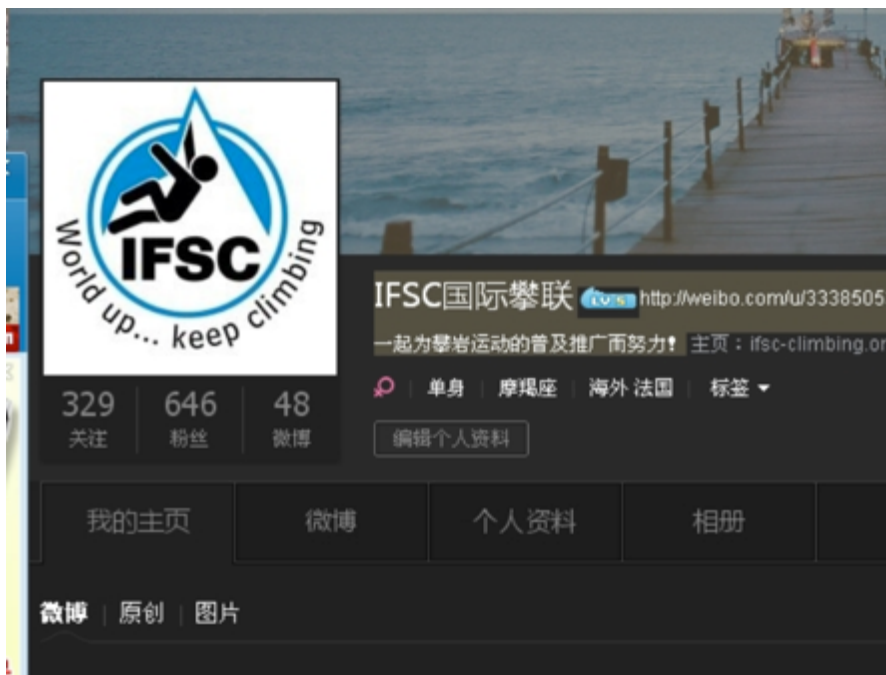 World up... keep climbing
IFSC
IFSC国际攀联 http://weibo.com/u/3338505
一起为攀岩运动的普及推广而努力! 主页:ifsc-climbing.or
单身 | 摩羯座 | 海外 法国 | 标签
329 646 48
关注 粉丝 微博
编辑个人资料
我的主页 微博 个人资料 相册
微博 | 原创 | 图片